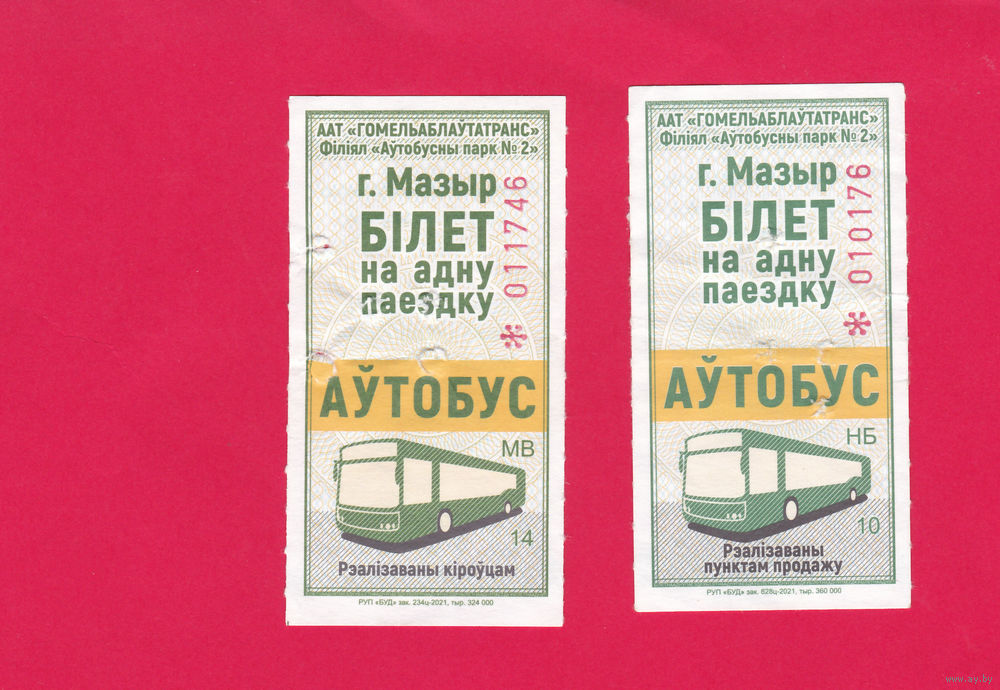 ААТ «ГОМЕЛЬАБЛАЎТАТРАНС»
Філіял «Аўтобусны парк № 2»
г. Мазыр
БІЛЕТ
на адну
паездку
* 011746
АЎТОБУС
МВ
14
Рэалізаваны кіроўцам
РУП «БУД» зак. 234ц-2021, тыр. 324 000
ААТ «ГОМЕЛЬАБЛАЎТАТРАНС»
Філіял «Аўтобусны парк № 2»
г. Мазыр
БІЛЕТ
на адну
паездку
* 010176
АЎТОБУС
НБ
10
Рэалізаваны
пунктам продажу
РУП «БУД» зак. 828ц-2021, тыр. 360 000
www.ay.by